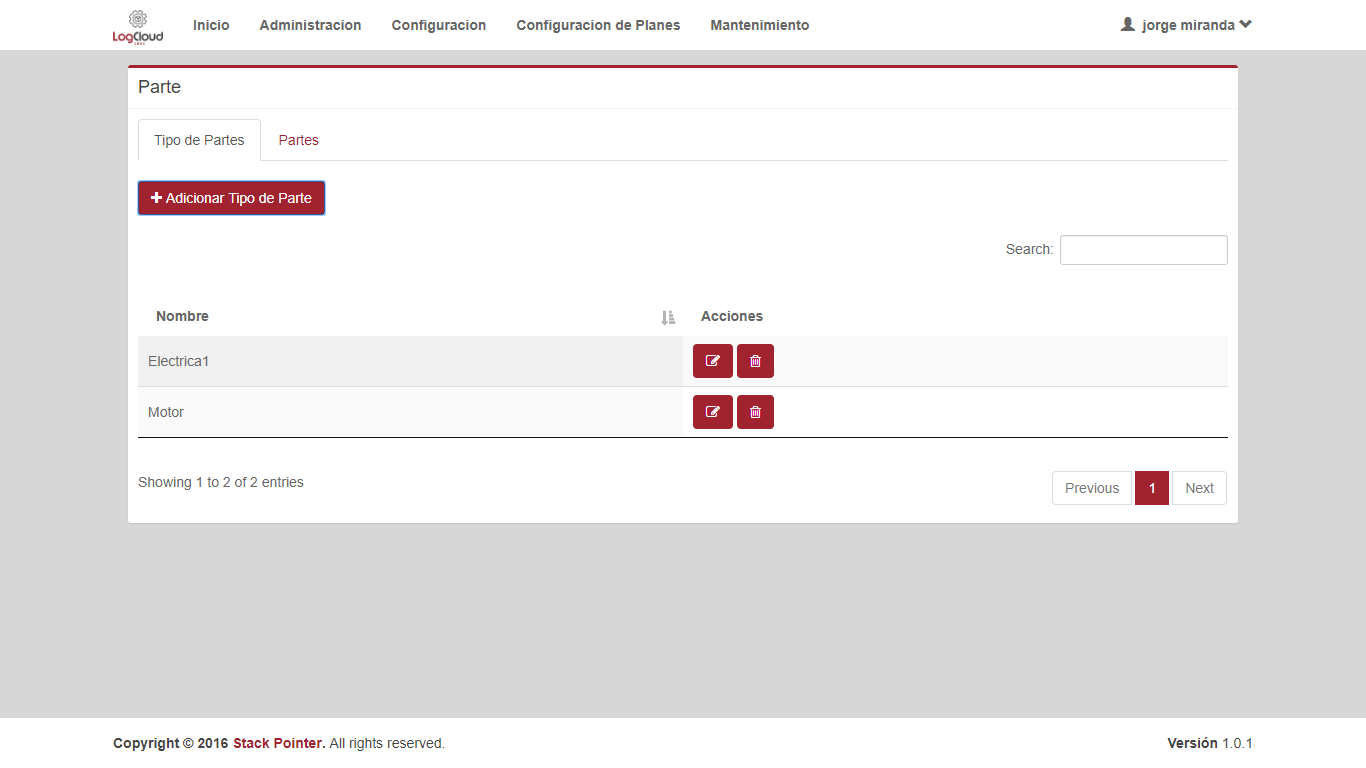 LogCloud
Inicio Administracion Configuracion Configuracion de Planes Mantenimiento jorge miranda
Parte
Tipo de Partes Partes
Adicionar Tipo de Parte
Search:
Nombre Acciones
Electrica1
Motor
Showing 1 to 2 of 2 entries
Previous 1 Next
Copyright © 2016 Stack Pointer. All rights reserved.
Versión 1.0.1